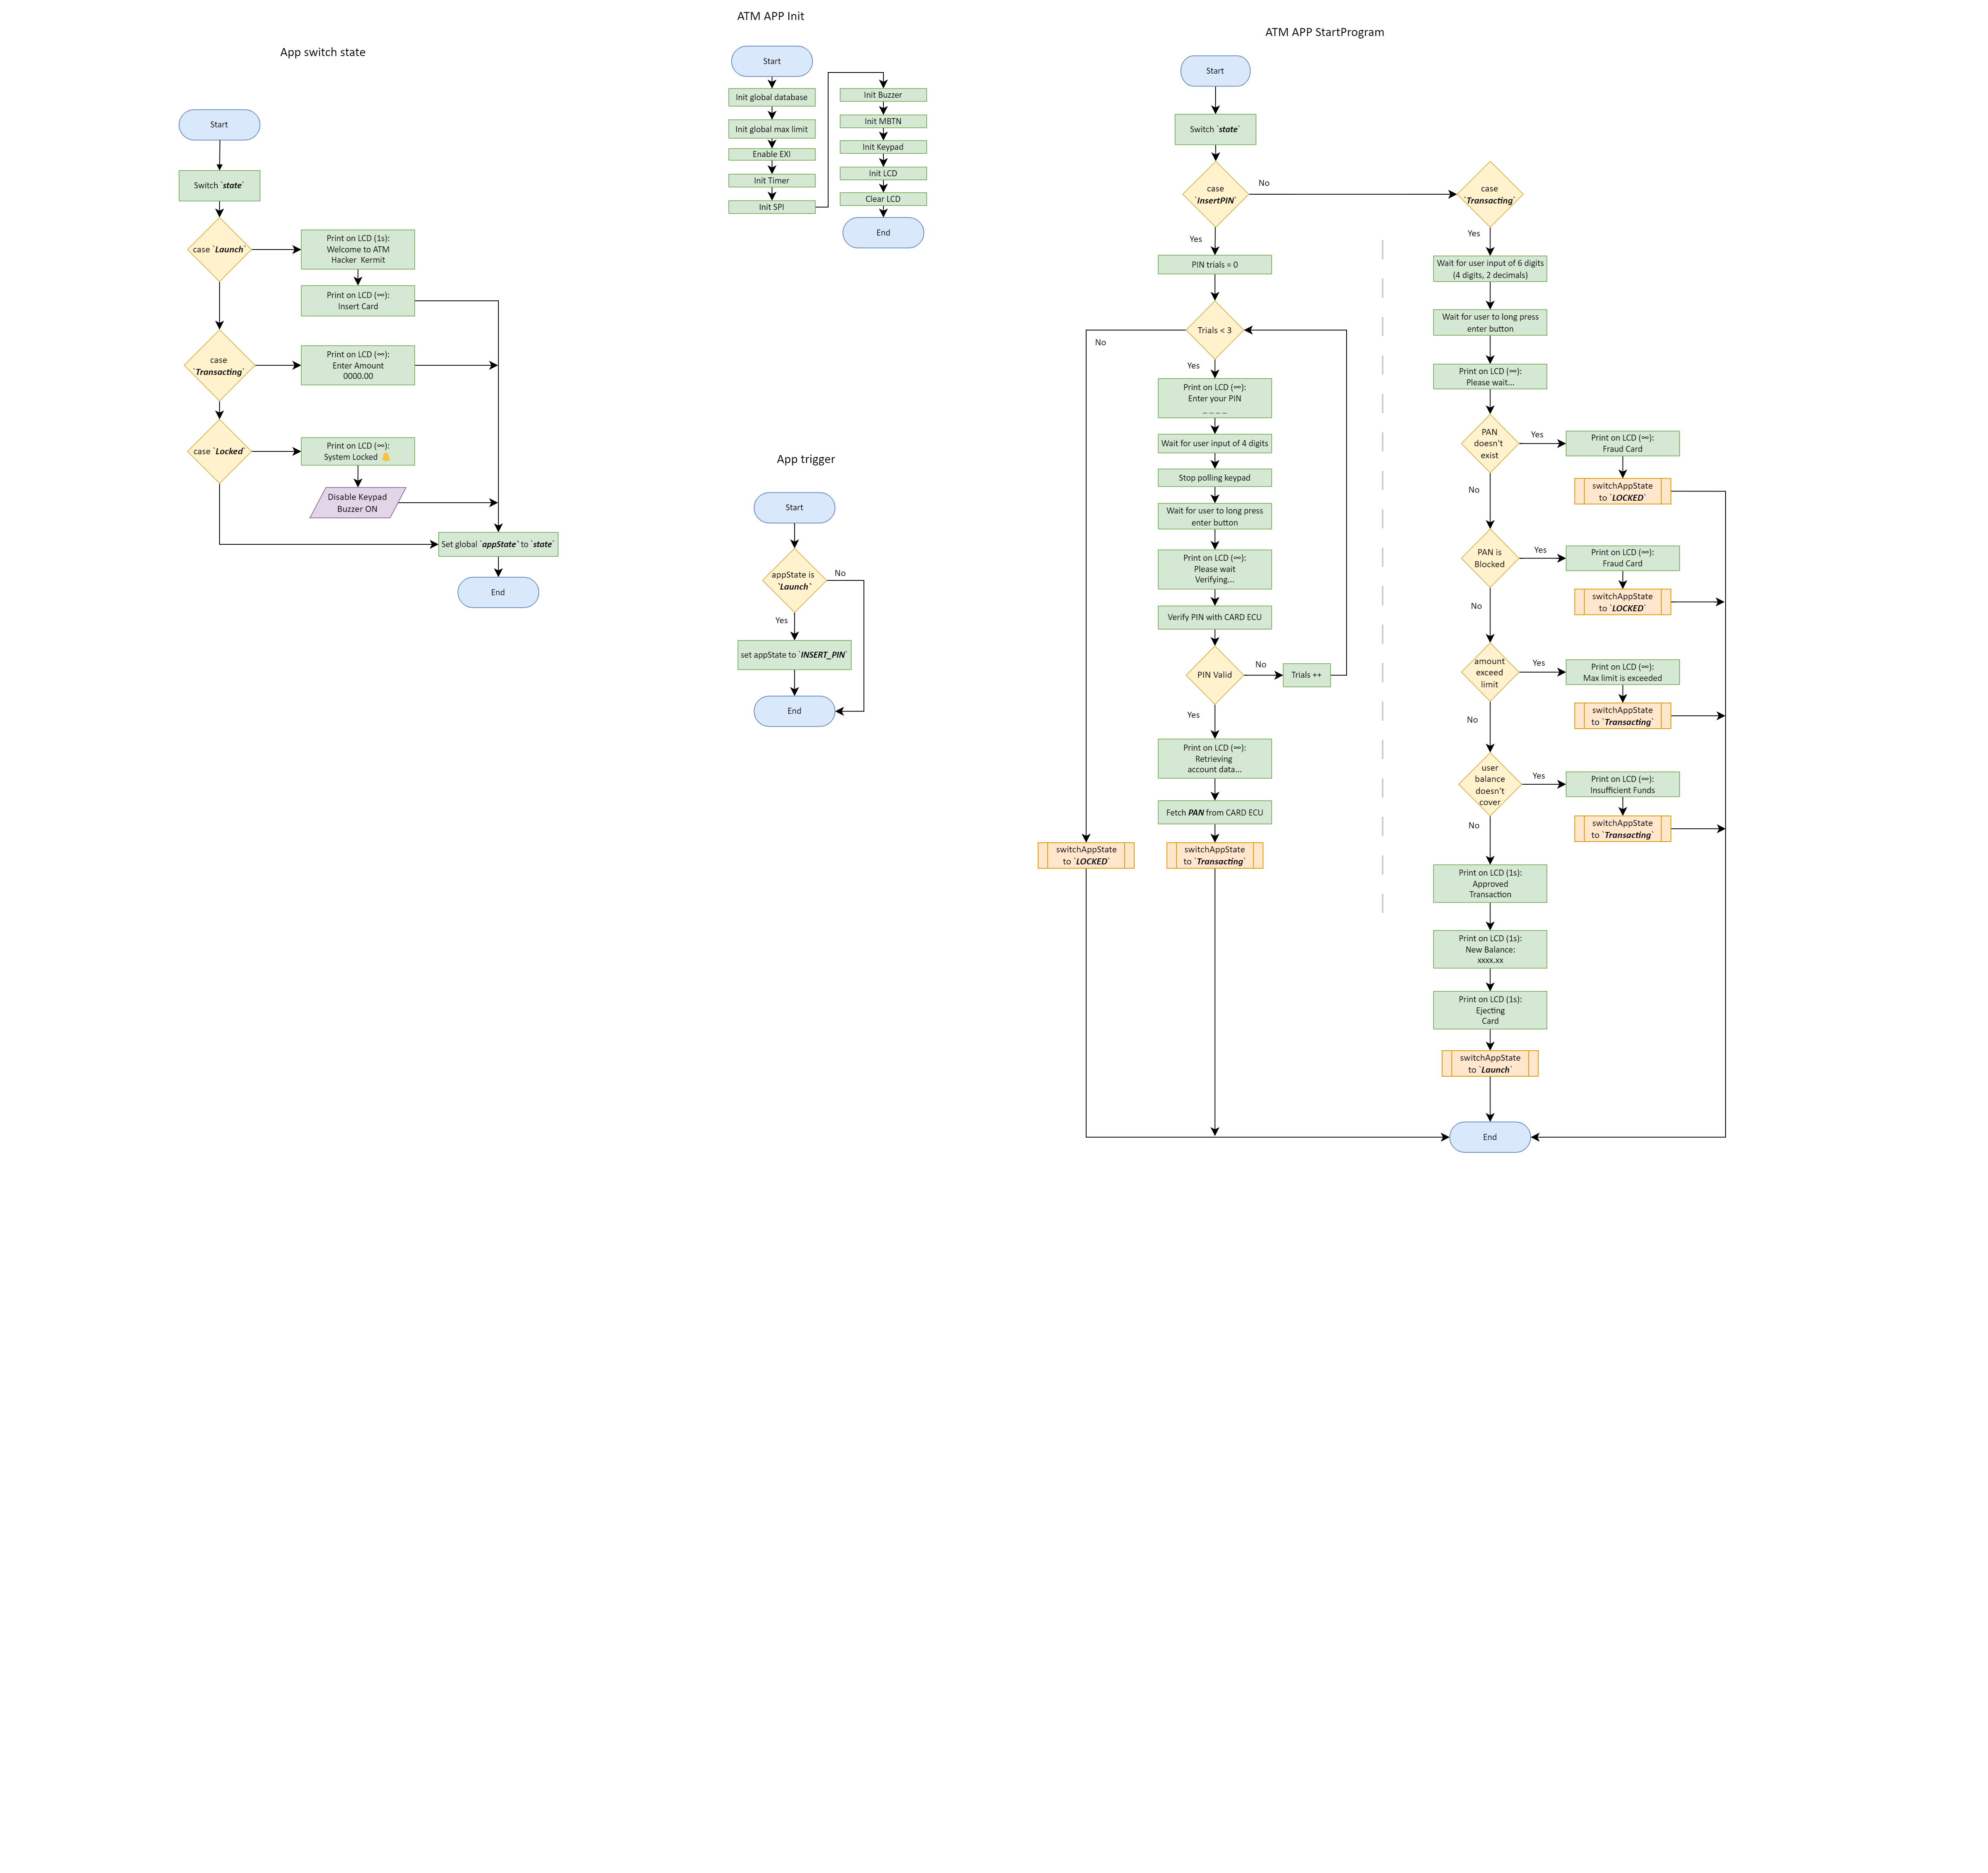 App switch state
Start
Switch `state`
case `Launch`
Print on LCD (1s):
Welcome to ATM
Hacker Kermit
Print on LCD (∞):
Insert Card
case
`Transacting`
Print on LCD (∞):
Enter Amount
0000.00
case `Locked`
Print on LCD (∞):
System Locked
Disable Keypad
Buzzer ON
Set global `appState` to `state`
End
ATM APP Init
Start
Init global database
Init global max limit
Enable EXI
Init Timer
Init SPI
Init Buzzer
Init MBTN
Init Keypad
Init LCD
Clear LCD
End
App trigger
Start
appState is
`Launch`
No
Yes
set appState to `INSERT_PIN`
End
ATM APP StartProgram
Start
Switch `state`
case
`InsertPIN`
No
Yes
PIN trials = 0
Trials < 3
No
Yes
Print on LCD (∞):
Enter your PIN
_ _ _ _
Wait for user input of 4 digits
Stop polling keypad
Wait for user to long press
enter button
Print on LCD (∞):
Please wait
Verifying...
Verify PIN with CARD ECU
PIN Valid
No
Trials ++
Yes
Print on LCD (∞):
Retrieving
account data...
Fetch PAN from CARD ECU
switchAppState
to `LOCKED`
switchAppState
to `Transacting`
case
`Transacting`
Yes
Wait for user input of 6 digits
(4 digits, 2 decimals)
Wait for user to long press
enter button
Print on LCD (∞):
Please wait...
PAN
doesn't
exist
Yes
Print on LCD (∞):
Fraud Card
switchAppState
to `LOCKED`
No
PAN is
Blocked
Yes
Print on LCD (∞):
Fraud Card
switchAppState
to `LOCKED`
No
amount
exceed
limit
Yes
Print on LCD (∞):
Max limit is exceeded
switchAppState
to `Transacting`
No
user
balance
doesn't
cover
Yes
Print on LCD (∞):
Insufficient Funds
switchAppState
to `Transacting`
No
Print on LCD (1s):
Approved
Transaction
Print on LCD (1s):
New Balance:
xxxx.xx
Print on LCD (1s):
Ejecting
Card
switchAppState
to `Launch`
End